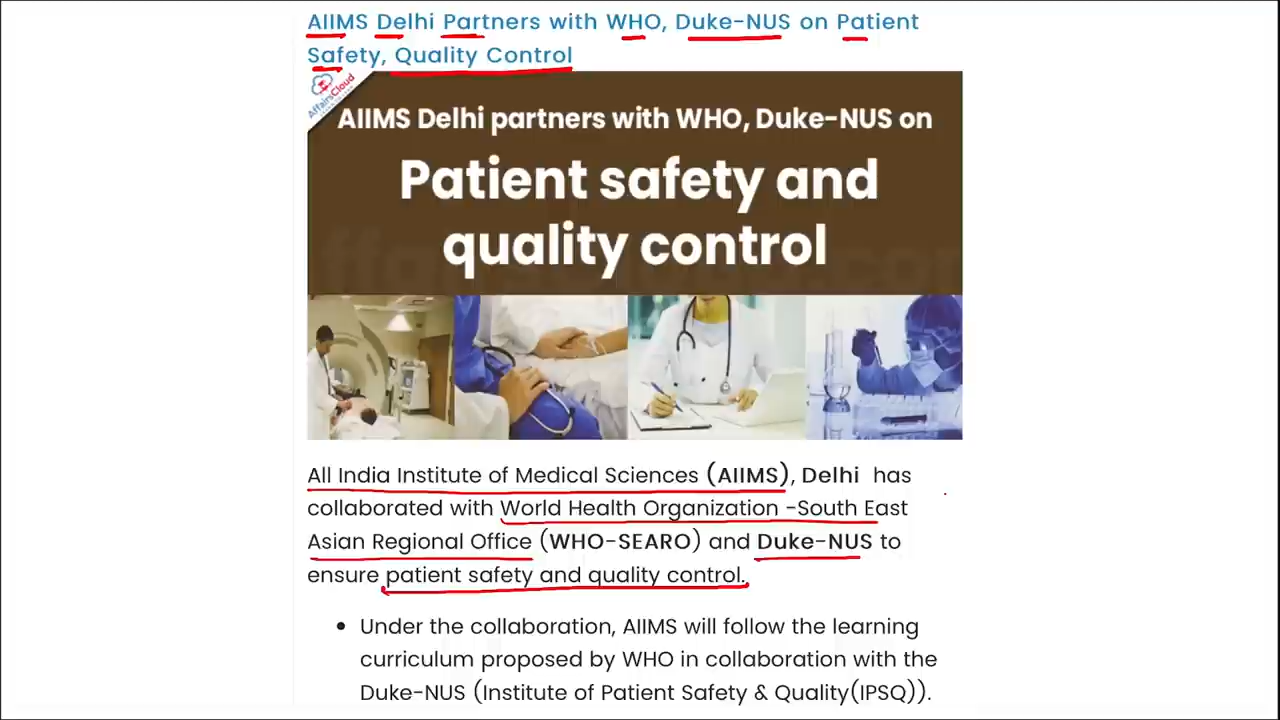 AIIMS Delhi Partners with WHO, Duke-NUS on Patient
Safety, Quality Control
AffairsCloud
AIIMS Delhi partners with WHO, Duke-NUS on
Patient safety and
quality control
All India Institute of Medical Sciences (AIIMS), Delhi has
collaborated with World Health Organization -South East
Asian Regional Office (WHO-SEARO) and Duke-NUS to
ensure patient safety and quality control.
• Under the collaboration, AIIMS will follow the learning
curriculum proposed by WHO in collaboration with the
Duke-NUS (Institute of Patient Safety & Quality(IPSQ)).